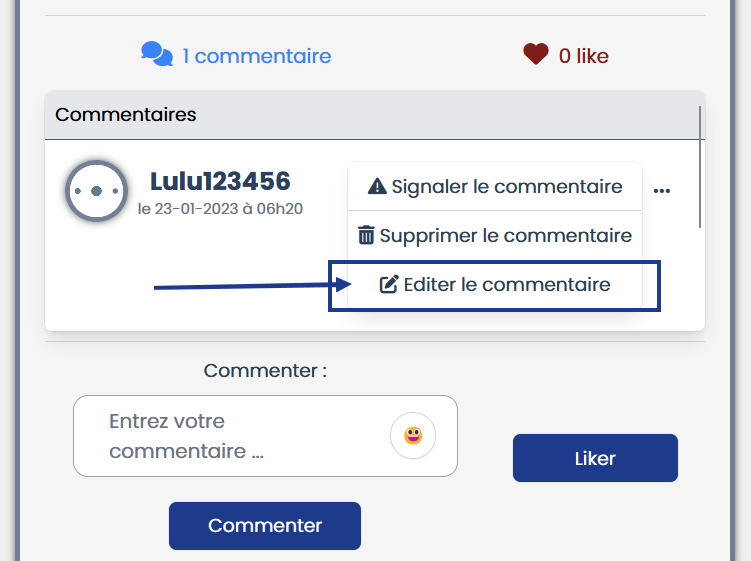 1 commentaire
0 like
Commentaires
Lulu123456
le 23-01-2023 à 06h20
Signaler le commentaire
...
Supprimer le commentaire
Editer le commentaire
Commenter :
Entrez votre
commentaire ...
Liker
Commenter